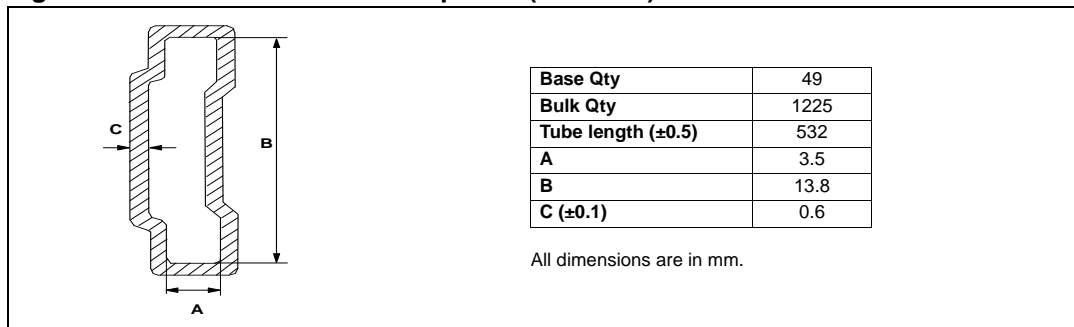 C
B
A
Base Qty 49
Bulk Qty 1225
Tube length (±0.5) 532
A 3.5
B 13.8
C (±0.1) 0.6
All dimensions are in mm.